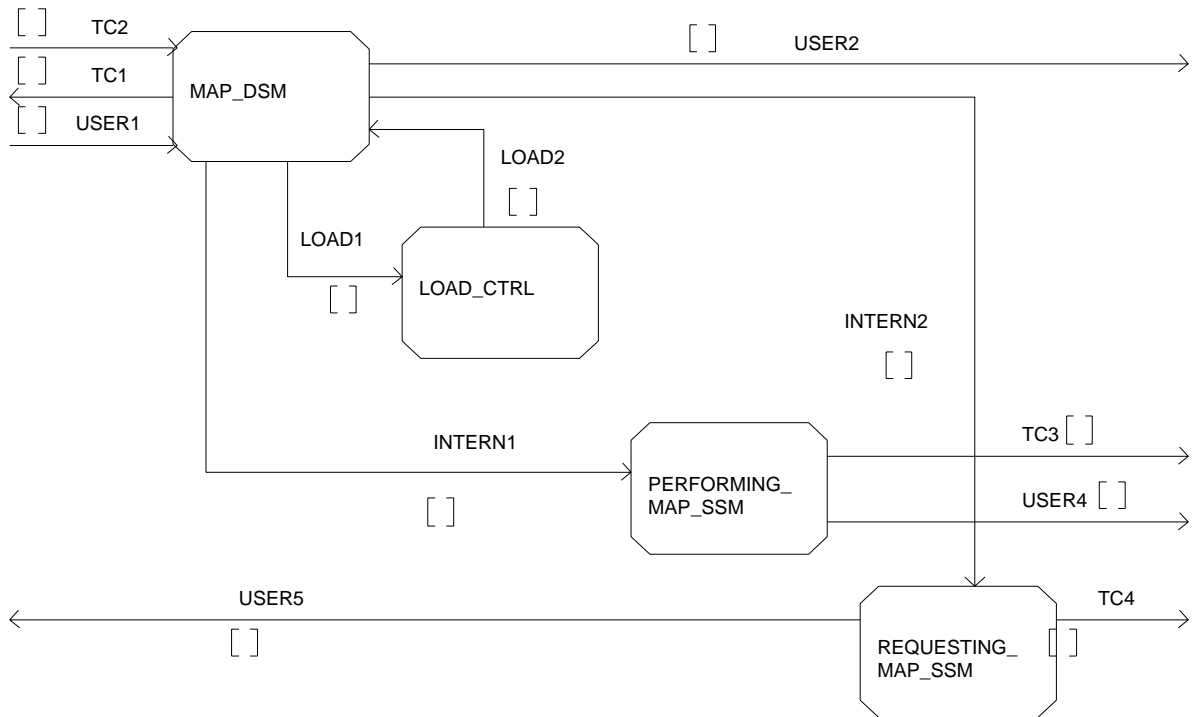 [ ] TC2
[ ] USER2
[ ] TC1
MAP_DSM
[ ] USER1
LOAD2
[ ]
LOAD1
[ ]
LOAD_CTRL
INTERN2
[ ]
INTERN1
[ ]
TC3 [ ]
PERFORMING_
MAP_SSM
USER4 [ ]
USER5
[ ]
TC4
[ ]
REQUESTING_
MAP_SSM